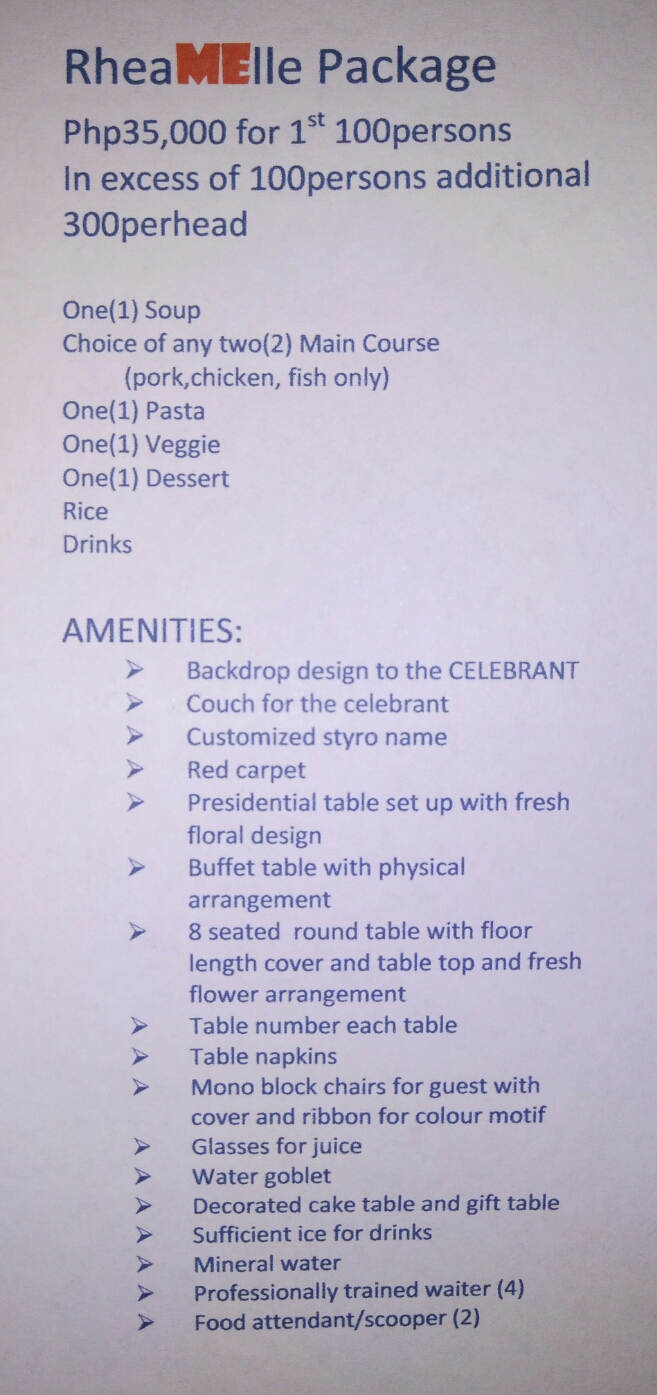 RheaMElle Package
Php35,000 for 1st 100persons
In excess of 100persons additional
300perhead
One(1) Soup
Choice of any two(2) Main Course
(pork,chicken, fish only)
One(1) Pasta
One(1) Veggie
One(1) Dessert
Rice
Drinks
AMENITIES:
➢ Backdrop design to the CELEBRANT
➢ Couch for the celebrant
➢ Customized styro name
➢ Red carpet
➢ Presidential table set up with fresh
floral design
➢ Buffet table with physical
arrangement
➢ 8 seated round table with floor
length cover and table top and fresh
flower arrangement
➢ Table number each table
➢ Table napkins
➢ Mono block chairs for guest with
cover and ribbon for colour motif
➢ Glasses for juice
➢ Water goblet
➢ Decorated cake table and gift table
➢ Sufficient ice for drinks
➢ Mineral water
➢ Professionally trained waiter (4)
➢ Food attendant/scooper (2)